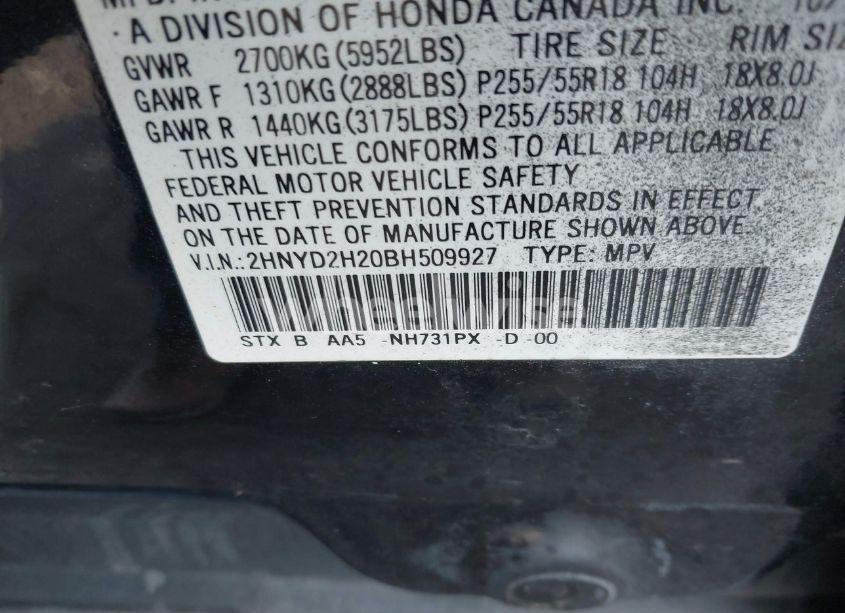 · A DIVISION OF HONDA CANADA INC.
GVWR 2700KG(5952LBS) TIRE SIZE RIM SIZ
GAWR F 1310KG(2888LBS) P255/55R18 104H 18X8.0J
GAWR R 1440KG(3175LBS) P255/55R18 104H 18X8.0J
THIS VEHICLE CONFORMS TO ALL APPLICABLE
FEDERAL MOTOR VEHICLE SAFETY
AND THEFT PREVENTION STANDARDS IN EFFECT
ON THE DATE OF MANUFACTURE SHOWN ABOVE.
V.I.N.:2HNYD2H20BH509927 TYPE: MPV
STX B AA5 -NH731PX -D -00